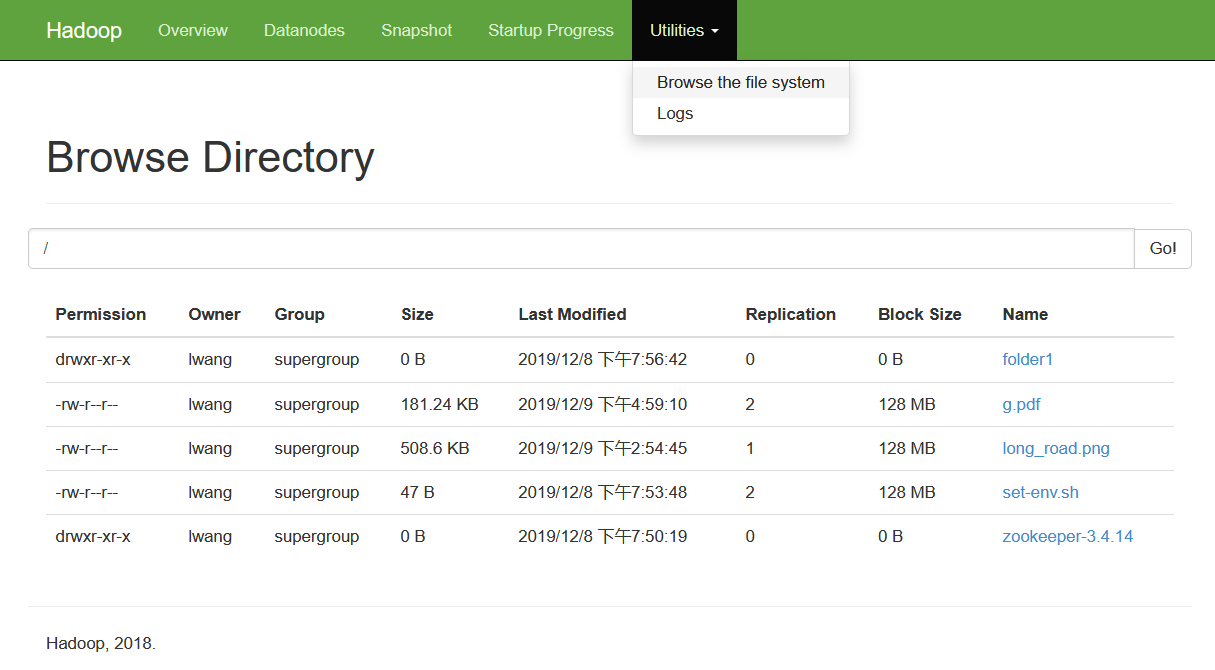 Hadoop Overview Datanodes Snapshot Startup Progress Utilities
Browse the file system
Logs
Browse Directory
/ Go!
Permission Owner Group Size Last Modified Replication Block Size Name
drwxr-xr-x lwang supergroup 0 B 2019/12/8 下午7:56:42 0 0 B folder1
-rw-r--r-- lwang supergroup 181.24 KB 2019/12/9 下午4:59:10 2 128 MB g.pdf
-rw-r--r-- lwang supergroup 508.6 KB 2019/12/9 下午2:54:45 1 128 MB long_road.png
-rw-r--r-- lwang supergroup 47 B 2019/12/8 下午7:53:48 2 128 MB set-env.sh
drwxr-xr-x lwang supergroup 0 B 2019/12/8 下午7:50:19 0 0 B zookeeper-3.4.14
Hadoop, 2018.